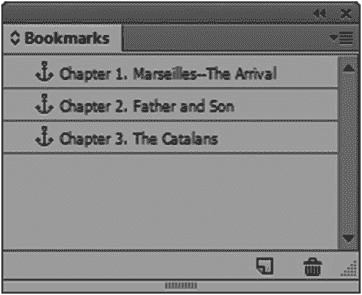 Bookmarks
Chapter 1. Marseilles--The Arrival
Chapter 2. Father and Son
Chapter 3. The Catalans